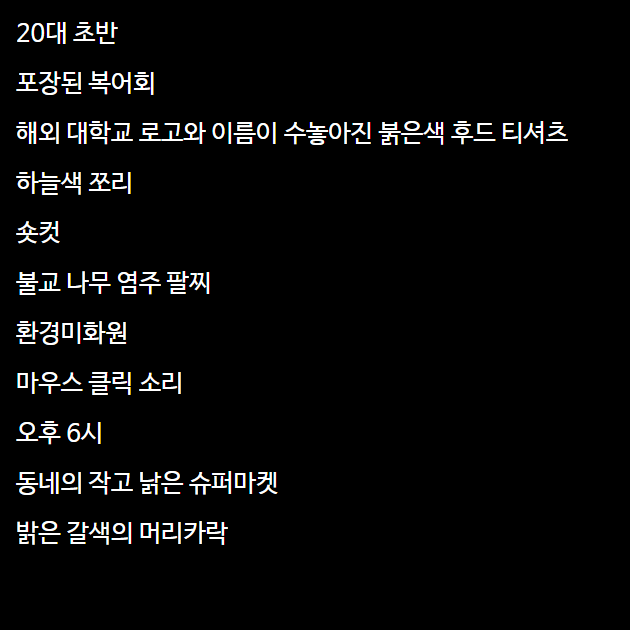 20대 초반
포장된 복어회
해외 대학교 로고와 이름이 수놓아진 붉은색 후드 티셔츠
하늘색 쪼리
숏컷
불교 나무 염주 팔찌
환경미화원
마우스 클릭 소리
오후 6시
동네의 작고 낡은 슈퍼마켓
밝은 갈색의 머리카락